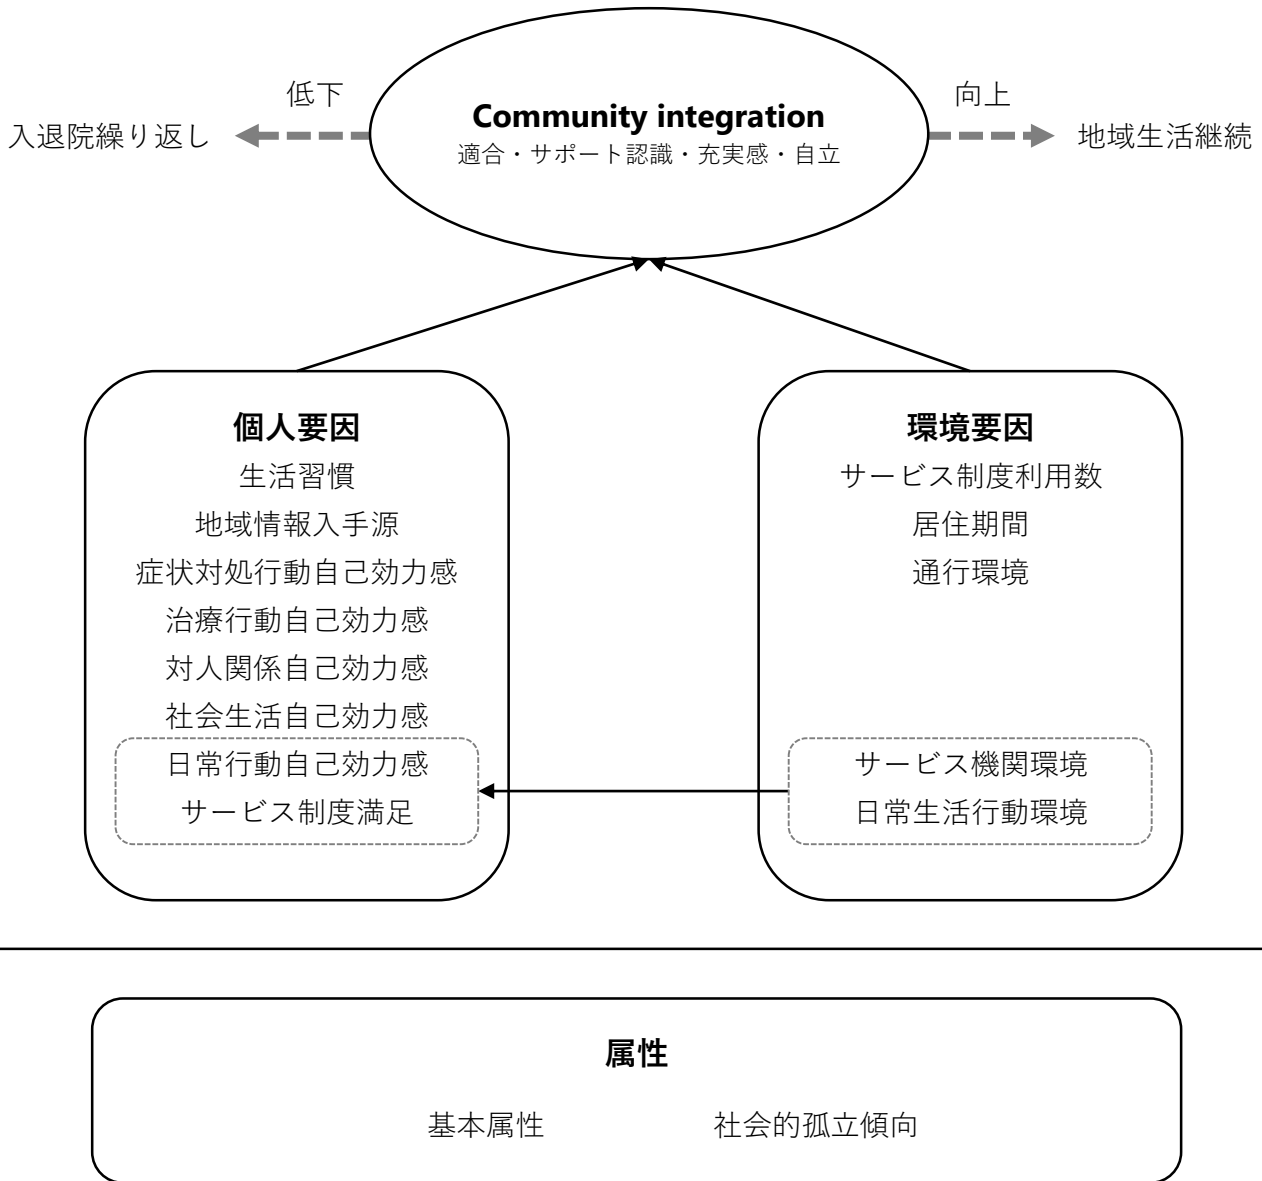 低下
向上
入退院繰り返し
Community integration
適合・サポート認識・充実感・自立
地域生活継続
個人要因
生活習慣
地域情報入手源
症状対処行動自己効力感
治療行動自己効力感
対人関係自己効力感
社会生活自己効力感
日常行動自己効力感
サービス制度満足
環境要因
サービス制度利用数
居住期間
通行環境
サービス機関環境
日常生活行動環境
属性
基本属性
社会的孤立傾向